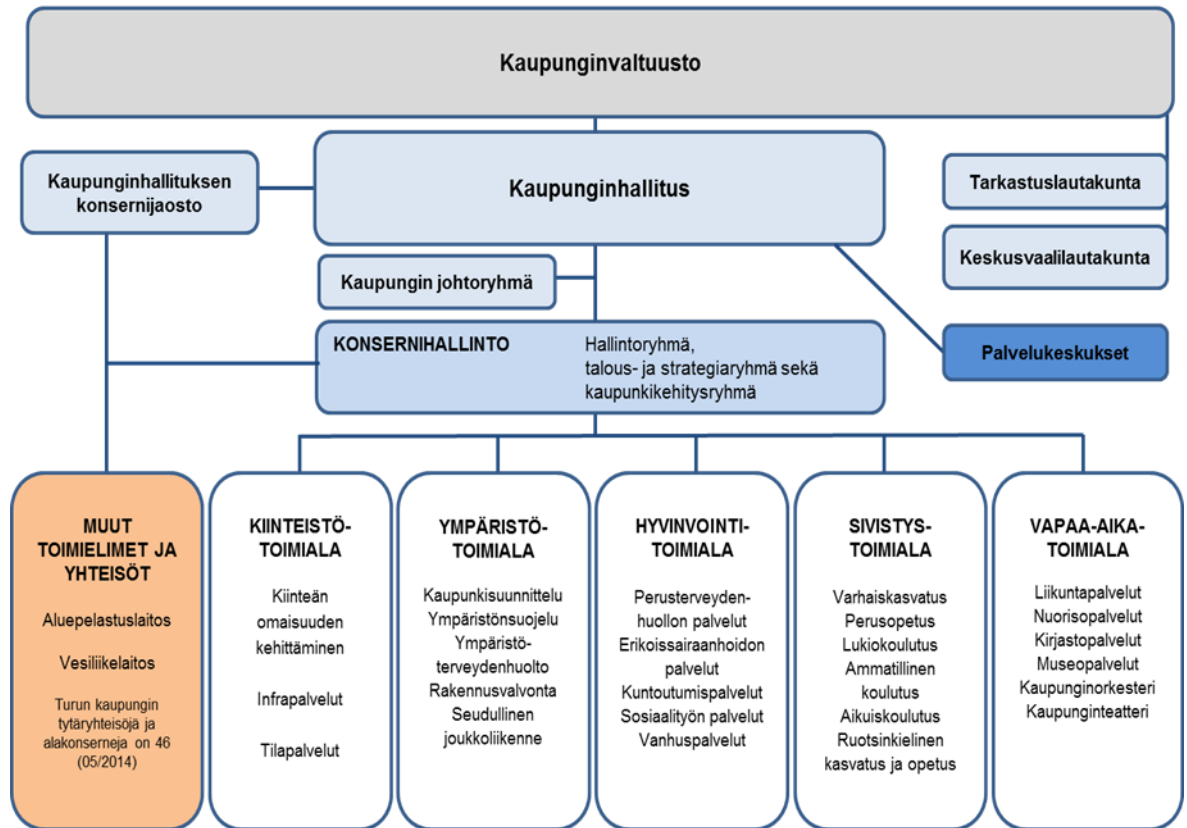 Kaupunginvaltuusto
Kaupunginhallituksen
konsernijaosto
Kaupunginhallitus
Tarkastuslautakunta
Keskusvaalilautakunta
Kaupungin johtoryhmä
Palvelukeskukset
KONSERNIHALLINTO
Hallintoryhmä,
talous- ja strategiaryhmä sekä
kaupunkikehitysryhmä
MUUT
TOIMIELIMET JA
YHTEISÖT
Aluepelastuslaitos
Vesiliikelaitos
Turun kaupungin
tytäryhteisöjä ja
alakonserneja on 46
(05/2014)
KIINTEISTÖ-
TOIMIALA
Kiinteän
omaisuuden
kehittäminen
Infrapalvelut
Tilapalvelut
YMPÄRISTÖ-
TOIMIALA
Kaupunkisuunnittelu
Ympäristönsuojelu
Ympäristö-
terveydenhuolto
Rakennusvalvonta
Seudullinen
joukkoliikenne
HYVINVOINTI-
TOIMIALA
Perusterveyden-
huollon palvelut
Erikoissairaanhoidon
palvelut
Kuntoutumispalvelut
Sosiaalityön palvelut
Vanhuspalvelut
SIVISTYS-
TOIMIALA
Varhaiskasvatus
Perusopetus
Lukiokoulutus
Ammatillinen
koulutus
Aikuiskoulutus
Ruotsinkielinen
kasvatus ja opetus
VAPAA-AIKA-
TOIMIALA
Liikuntapalvelut
Nuorisopalvelut
Kirjastopalvelut
Museopalvelut
Kaupunginorkesteri
Kaupunginteatteri